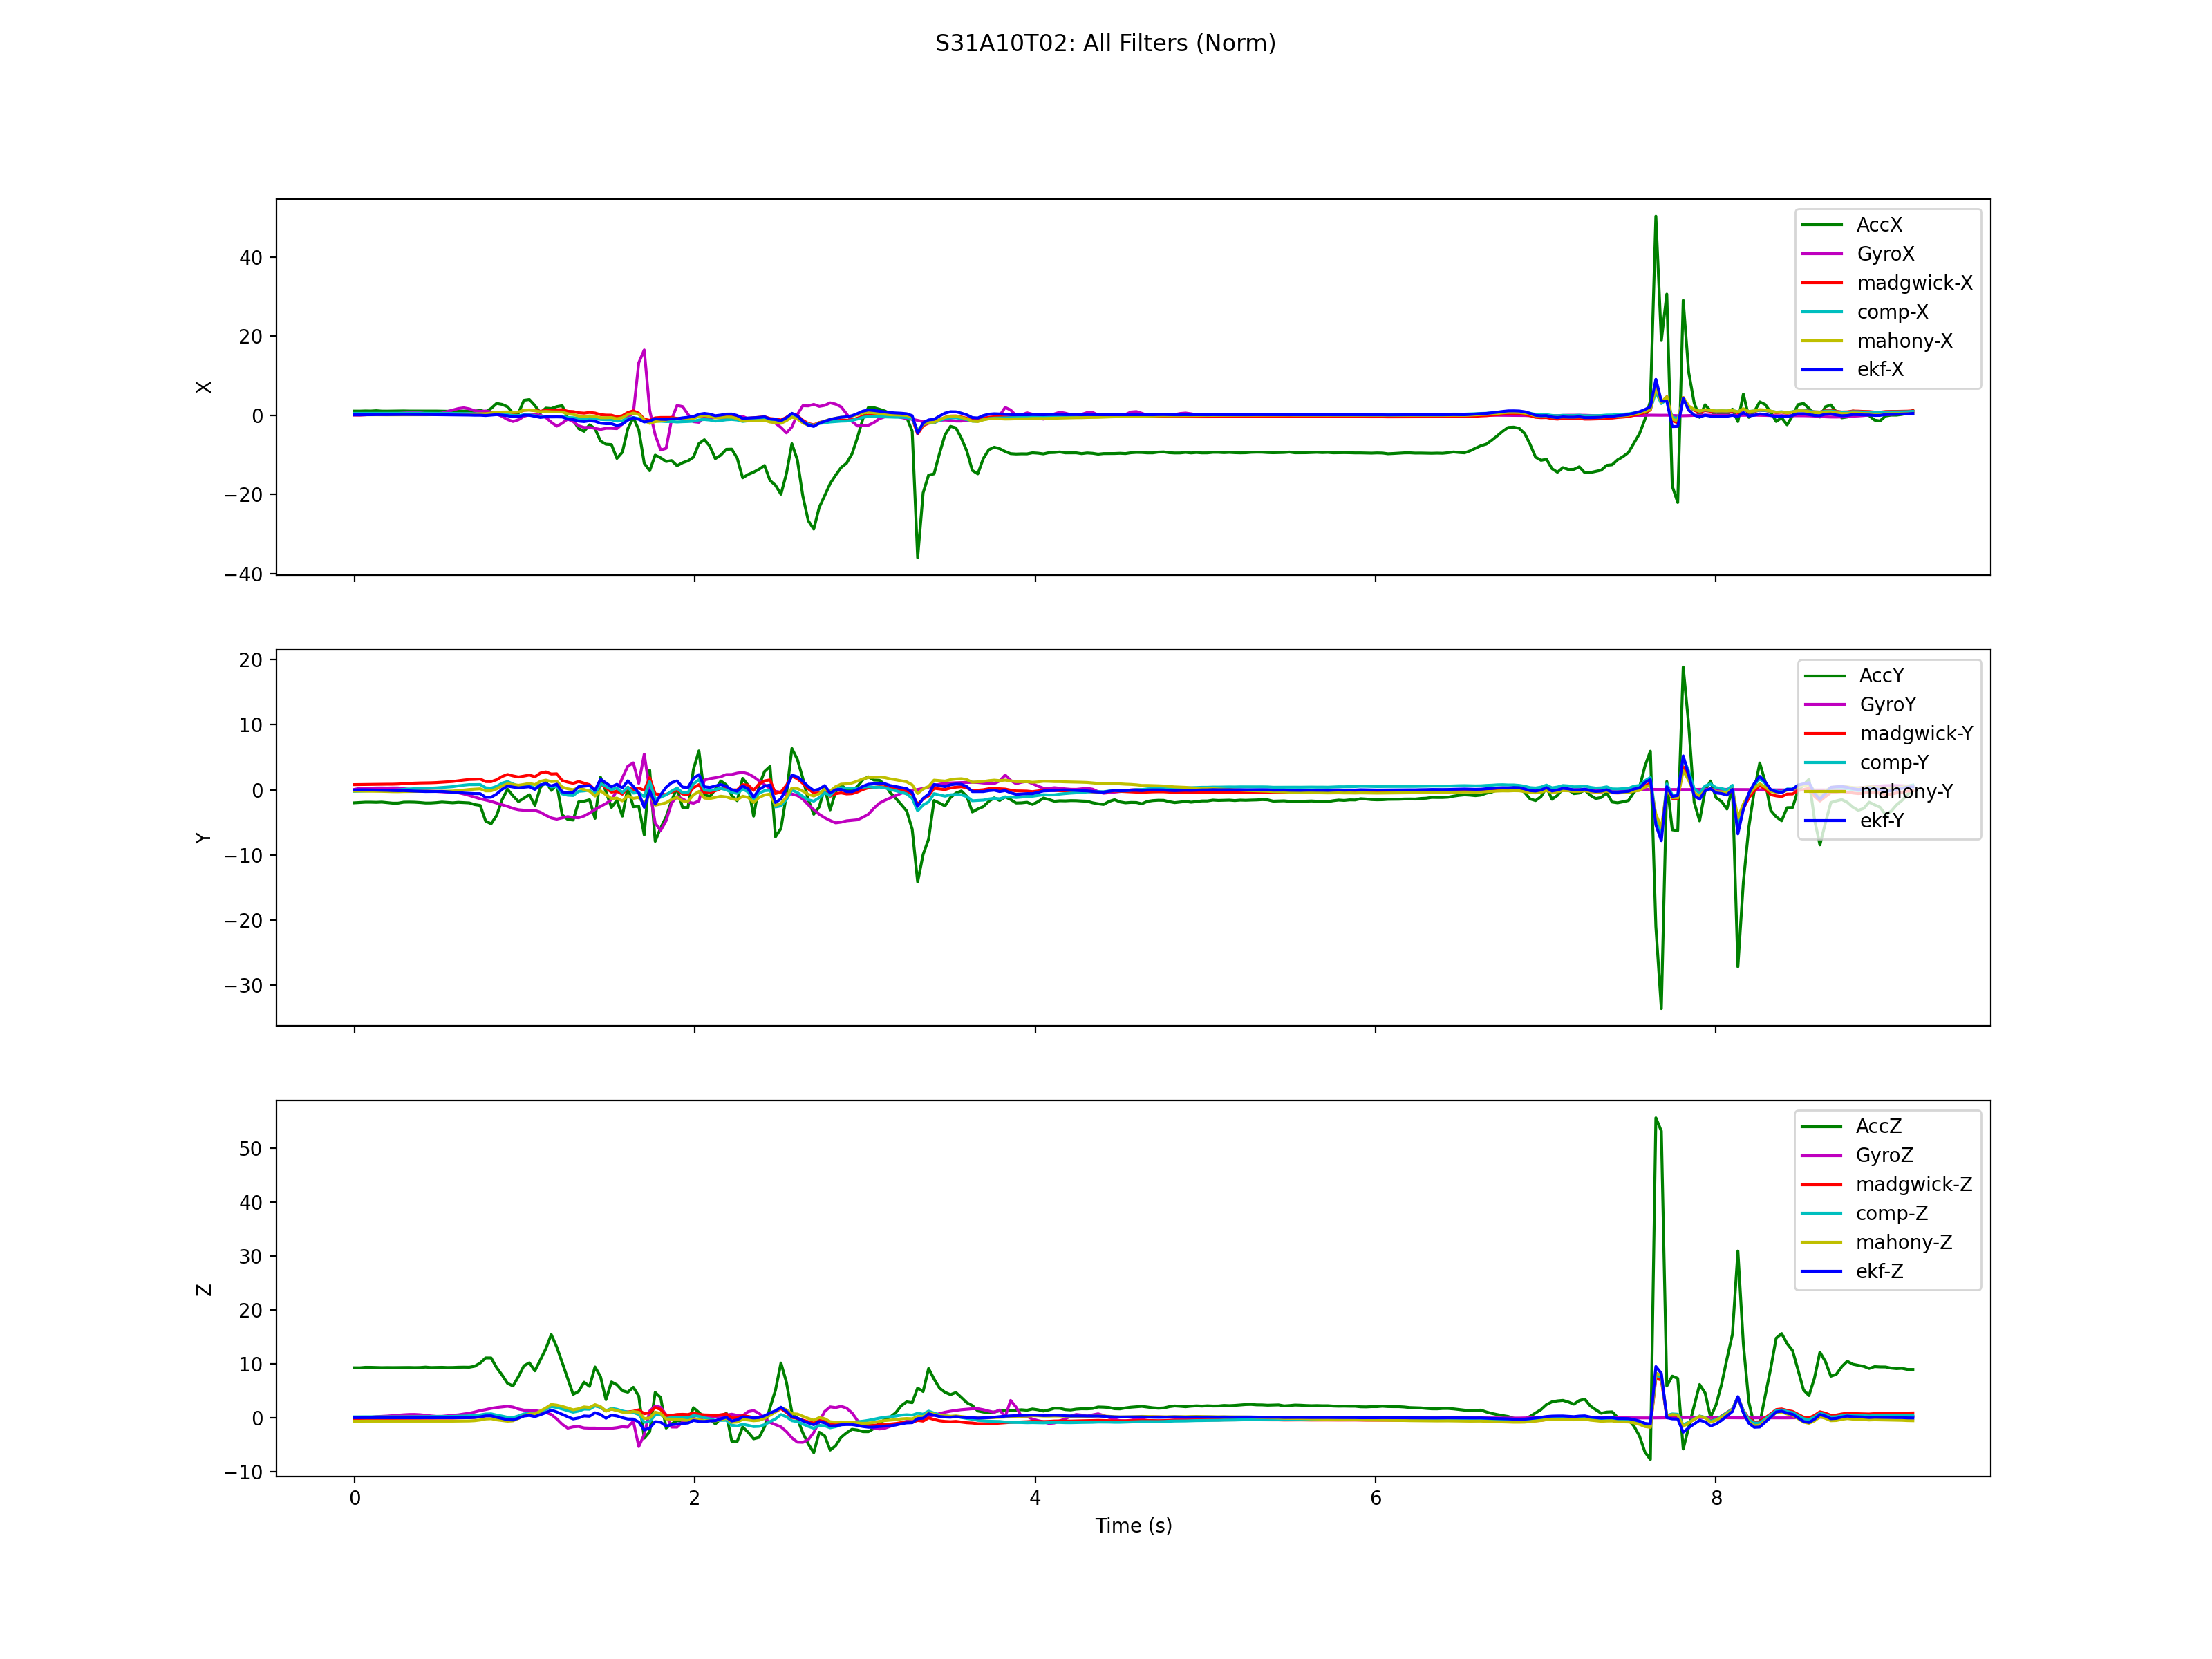 S31A10T02: All Filters (Norm)
40
20
0
−20
−40
X
AccX
GyroX
madgwick-X
comp-X
mahony-X
ekf-X
20
10
0
−10
−20
−30
Y
AccY
GyroY
madgwick-Y
comp-Y
mahony-Y
ekf-Y
50
40
30
20
10
0
−10
Z
AccZ
GyroZ
madgwick-Z
comp-Z
mahony-Z
ekf-Z
0 2 4 6 8
Time (s)